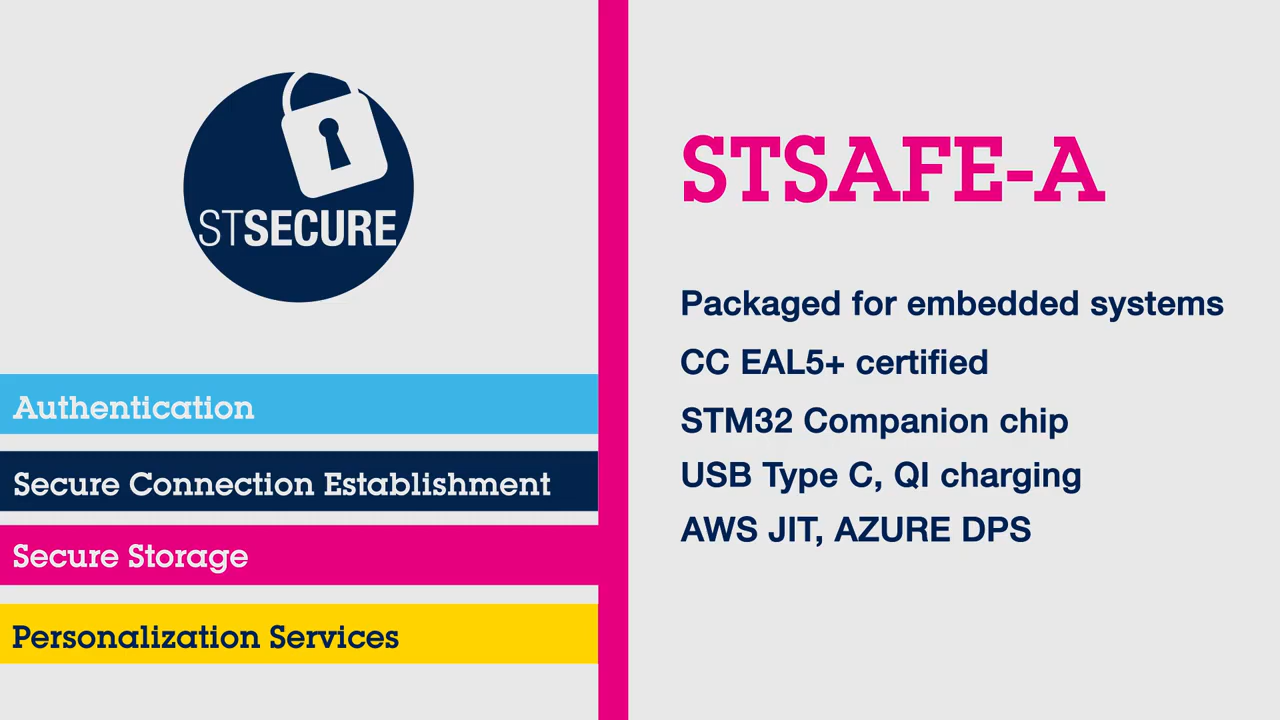 STSECURE
Authentication
Secure Connection Establishment
Secure Storage
Personalization Services
STSAFE-A
Packaged for embedded systems
CC EAL5+ certified
STM32 Companion chip
USB Type C, QI charging
AWS JIT, AZURE DPS